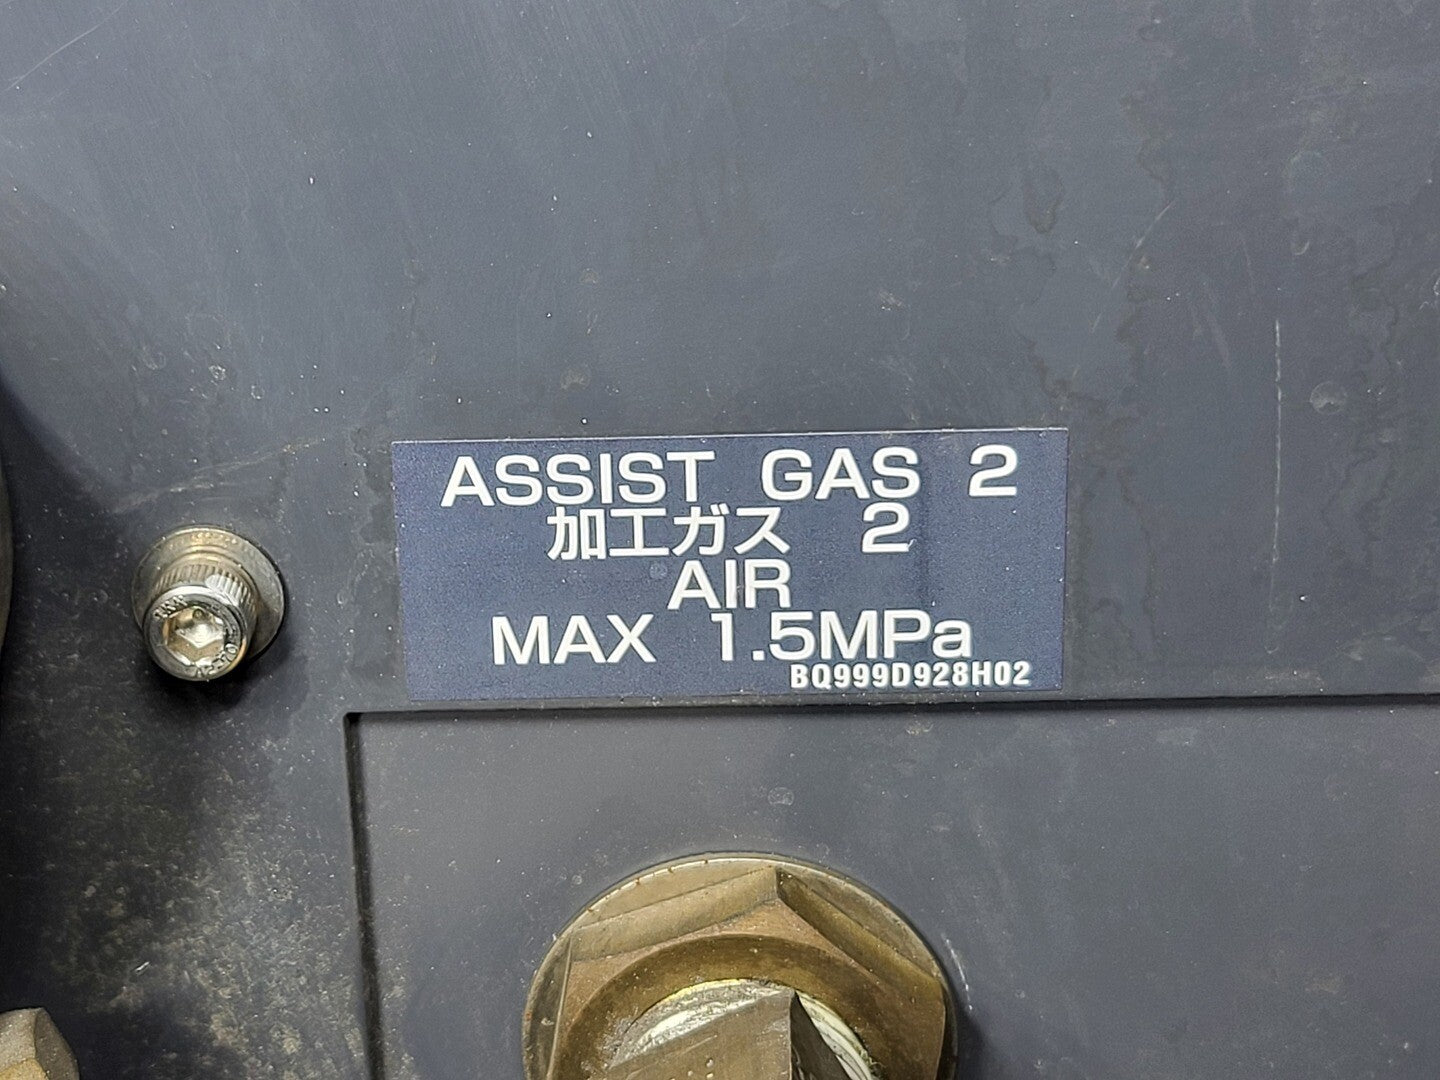 ASSIST GAS 2
加工ガス 2
AIR
MAX 1.5MPa
BQ999D928H02